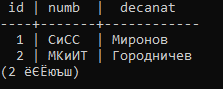 id | numb | decanat
----+------+------------
1 | СиСС | Миронов
2 | МКиИТ | Городничев
(2 ёЄЁюъш)